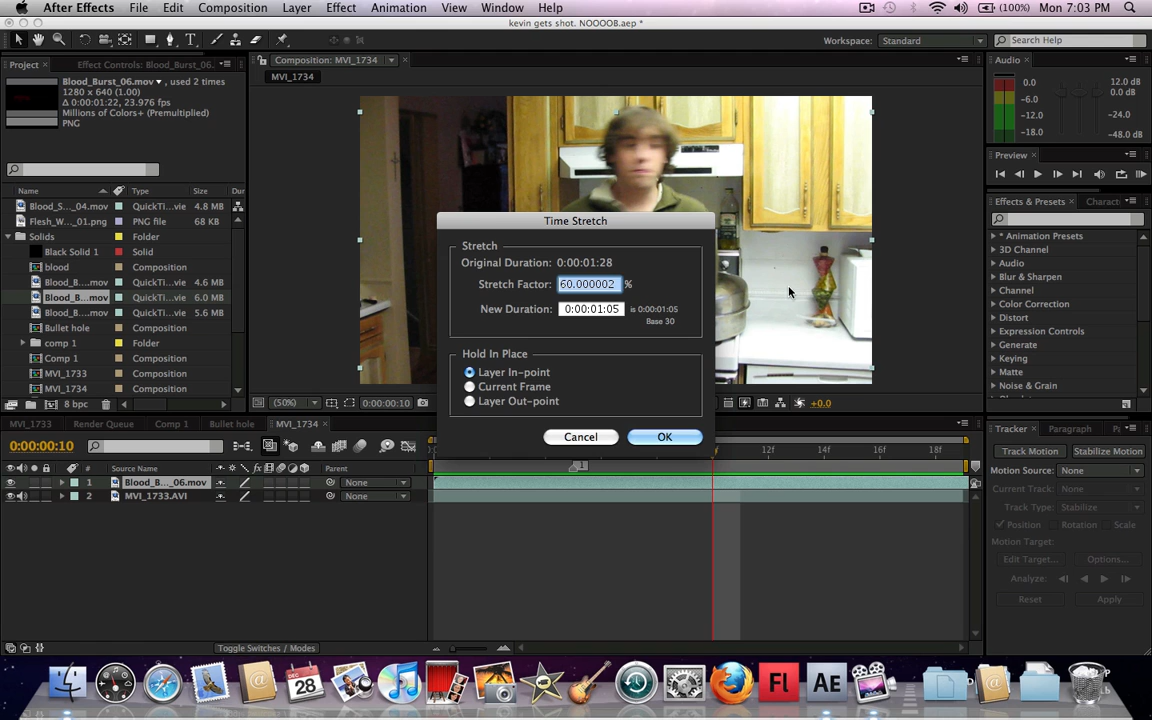 After Effects File Edit Composition Layer Effect Animation View Window Help (100%) Mon 7:03 PM
kevin gets shot. NOOOOB.aep *
Workspace: Standard Search Help
Project Effect Controls: Blood_Burst_06. Composition: MVI_1734 Audio
MVI_1734
Blood_Burst_06.mov , used 2 times
1280 x 640 (1.00)
Δ 0:00:01:22, 23.976 fps
Millions of Colors+ (Premultiplied)
PNG
0.0 12.0 dB
-6.0 0.0 dB
-12.0 -24.0
-18.0 -48.0 dB
Preview
Name Type Size Dur
Blood_S..._04.mov QuickTi...vie 4.8 MB
Flesh_W..._01.png PNG file 68 KB
Solids Folder
Black Solid 1 Solid
blood Composition
Blood_B....mov QuickTi...vie 4.6 MB
Blood_B...mov QuickTi...vie 6.0 MB
Blood_B....mov QuickTi...vie 5.6 MB
Bullet hole Composition
comp 1 Folder
Comp 1 Composition
MVI_1733 Composition
MVI_1734 Composition
8 bpc
Time Stretch
Stretch
Original Duration: 0:00:01:28
Stretch Factor: 60.000002 %
New Duration: 0:00:01:05 is 0:00:01:05
Base 30
Hold In Place
Layer In-point
Current Frame
Layer Out-point
Cancel OK
(50%) 0:00:00:10 +0.0
Effects & Presets Charact
* Animation Presets
3D Channel
Audio
Blur & Sharpen
Channel
Color Correction
Distort
Expression Controls
Generate
Keying
Matte
Noise & Grain
MVI_1733 Render Queue Comp 1 Bullet hole MVI_1734
0:00:00:10
12f 14f 16f 18f
# Source Name Parent
1 Blood_B..._06.mov None
2 MVI_1733.AVI None
1
Toggle Switches / Modes
Tracker Paragraph
Track Motion Stabilize Motion
Motion Source: None
Current Track: None
Track Type: Stabilize
Position Rotation Scale
Motion Target:
Edit Target... Options...
Analyze:
Reset Apply
DEC
28
Fl
Ae